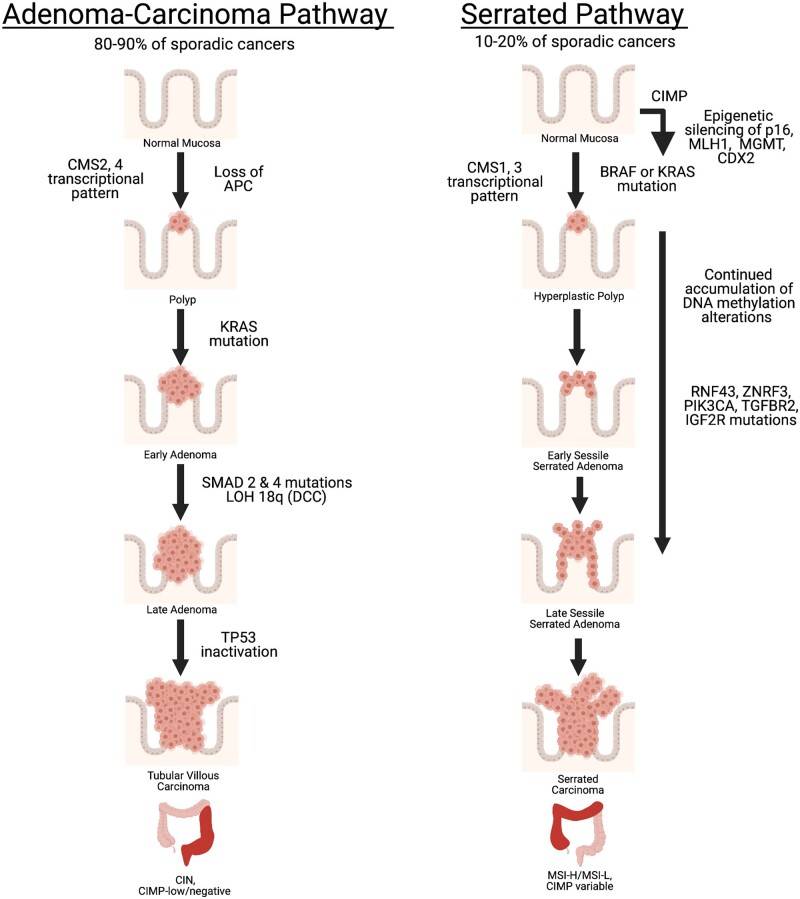 Adenoma-Carcinoma Pathway
80-90% of sporadic cancers
Normal Mucosa
CMS2, 4
transcriptional
pattern
Loss of
APC
Polyp
KRAS
mutation
Early Adenoma
SMAD 2 & 4 mutations
LOH 18q (DCC)
Late Adenoma
TP53
inactivation
Tubular Villous
Carcinoma
CIN,
CIMP-low/negative
Serrated Pathway
10-20% of sporadic cancers
Normal Mucosa
CIMP
Epigenetic
silencing of p16,
MLH1, MGMT,
CDX2
CMS1, 3
transcriptional
pattern
BRAF or KRAS
mutation
Hyperplastic Polyp
Continued
accumulation of
DNA methylation
alterations
RNF43, ZNRF3,
PIK3CA, TGFBR2,
IGF2R mutations
Early Sessile
Serrated Adenoma
Late Sessile
Serrated Adenoma
Serrated
Carcinoma
MSI-H/MSI-L,
CIMP variable